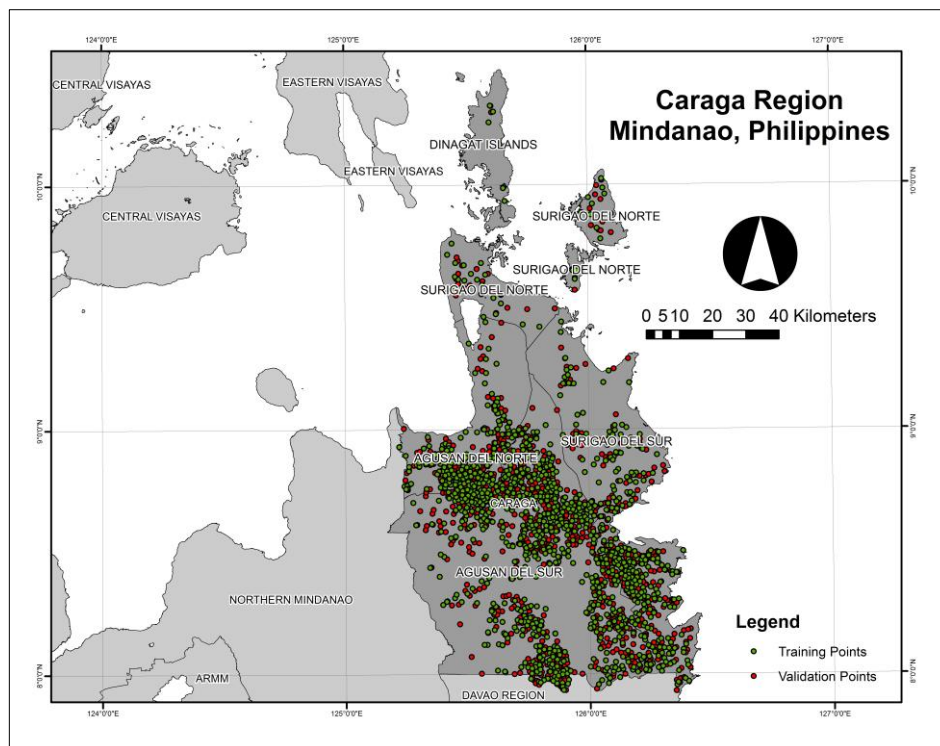 124°0'0"E
125°0'0"E
126°0'0"E
127°0'0"E
CENTRAL VISAYAS
EASTERN VISAYAS
Caraga Region
Mindanao, Philippines
DINAGAT ISLANDS
EASTERN VISAYAS
10°0'0"N
10°0'0"N
CENTRAL VISAYAS
SURIGAO DEL NORTE
SURIGAO DEL NORTE
SURIGAO DEL NORTE
0 5 10 20 30 40 Kilometers
9°0'0"N
9°0'0"N
SURIGAO DEL SUR
AGUSAN DEL NORTE
CARAGA
AGUSAN DEL SUR
NORTHERN MINDANAO
Legend
Training Points
Validation Points
8°0'0"N
8°0'0"N
ARMM
DAVAO REGION
124°0'0"E
125°0'0"E
126°0'0"E
127°0'0"E